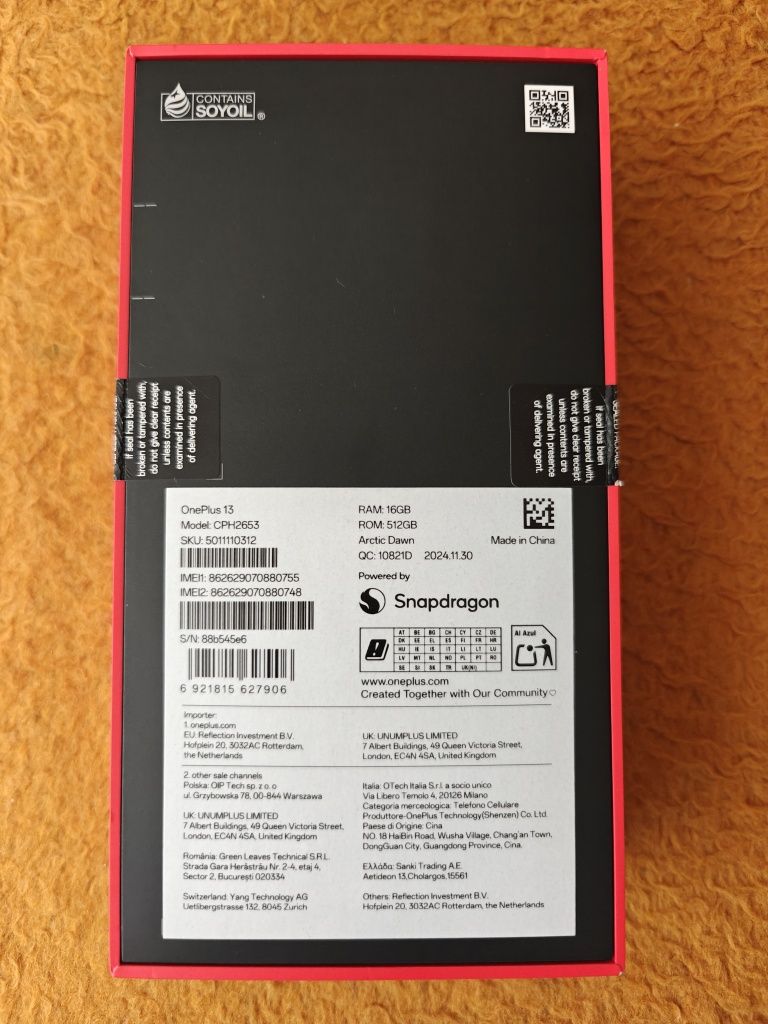 CONTAINS
SOYOIL®
If seal has been
broken or tampered with,
do not give clear receipt
unless contents are
examined in presence
of delivering agent.
If seal has been
broken or tampered with,
do not give clear receipt
unless contents are
examined in presence
of delivering agent.
OnePlus 13
Model: CPH2653
SKU: 5011110312
IMEI1: 862629070880755
IMEI2: 862629070880748
S/N: 88b545e6
6 921815 627906
RAM: 16GB
ROM: 512GB
Arctic Dawn
QC: 10821D 2024.11.30
Made in China
Powered by
Snapdragon
AT BE BG CH CY CZ DE
DK EE EL ES FI FR HR
HU IE IS IT LI LT LU
LV MT NL NO PL PT RO
SE SI SK TR UK(NI)
Al Azul
www.oneplus.com
Created Together with Our Community♡
Importer:
1. oneplus.com
EU: Reflection Investment B.V.
Hofplein 20, 3032AC Rotterdam,
the Netherlands
UK: UNUMPLUS LIMITED
7 Albert Buildings, 49 Queen Victoria Street,
London, EC4N 4SA, United Kingdom
2. other sale channels
Polska: OIP Tech sp. z o. o
ul. Grzybowska 78, 00-844 Warszawa
UK: UNUMPLUS LIMITED
7 Albert Buildings, 49 Queen Victoria Street,
London, EC4N 4SA, United Kingdom
România: Green Leaves Technical S.R.L.
Strada Gara Herăstrău Nr. 2-4, etaj 4,
Sector 2, Bucureşti 020334
Switzerland: Yang Technology AG
Uetlibergstrasse 132, 8045 Zurich
Italia: OTech Italia S.r.l. a socio unico
Via Libero Temolo 4, 20126 Milano
Categoria merceologica: Telefono Cellulare
Produttore-OnePlus Technology(Shenzen) Co. Ltd.
Paese di Origine: Cina
NO. 18 HaiBin Road, Wusha Village, Chang'an Town,
DongGuan City, Guangdong Province, Cina.
Ελλάδα: Sanki Trading A.E.
Aetideon 13,Cholargos,15561
Others: Reflection Investment B.V.
Hofplein 20, 3032AC Rotterdam, the Netherlands